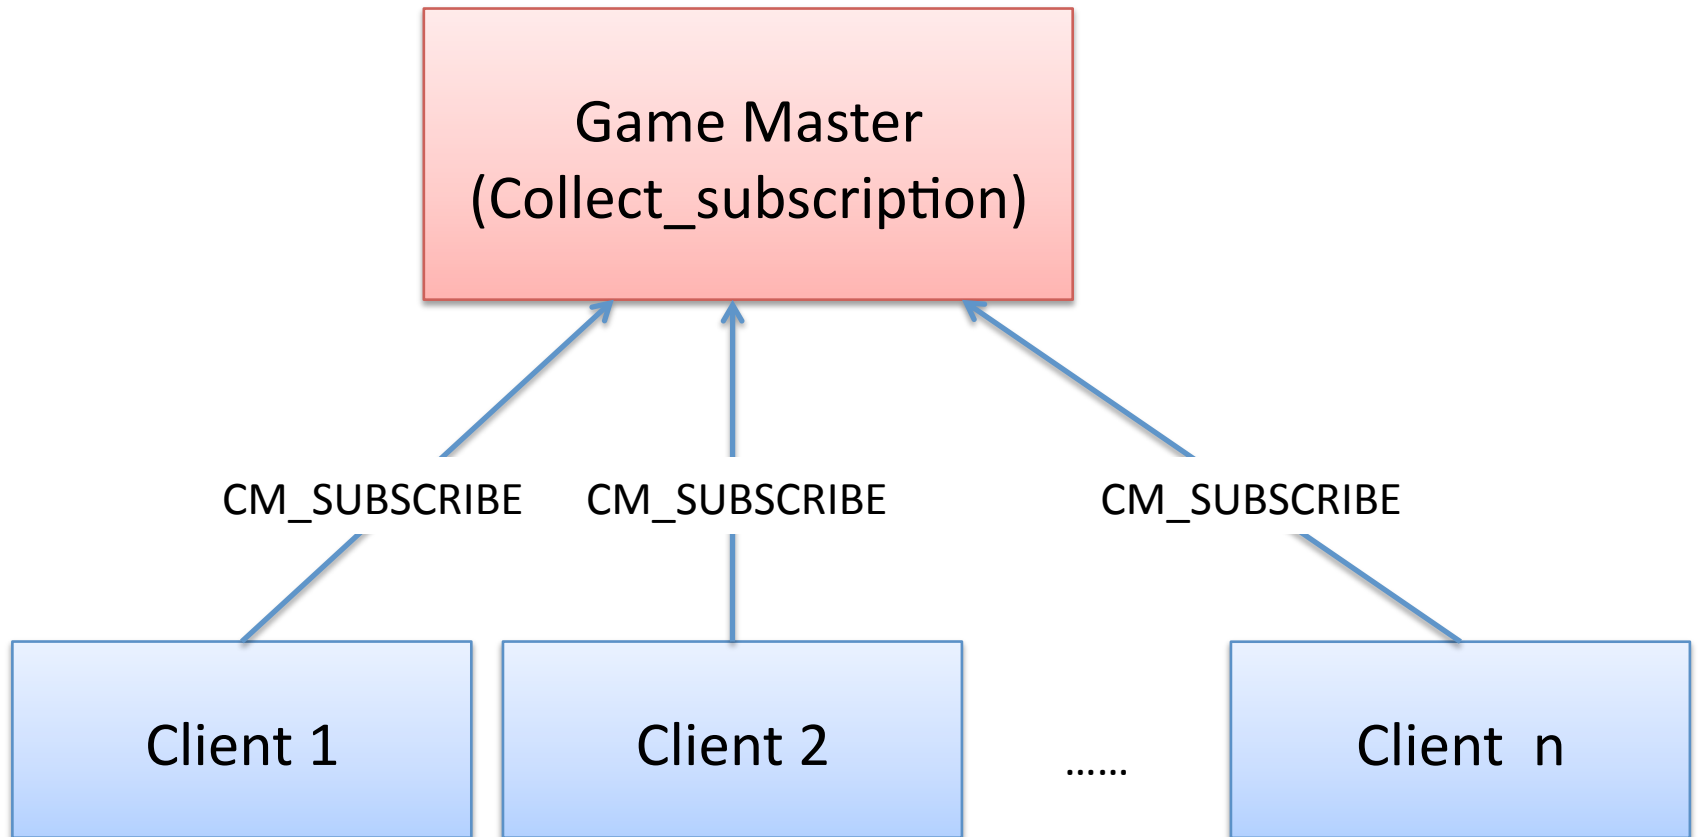 Game Master
(Collect_subscription)
CM_SUBSCRIBE CM_SUBSCRIBE CM_SUBSCRIBE
Client 1 Client 2 ...... Client n